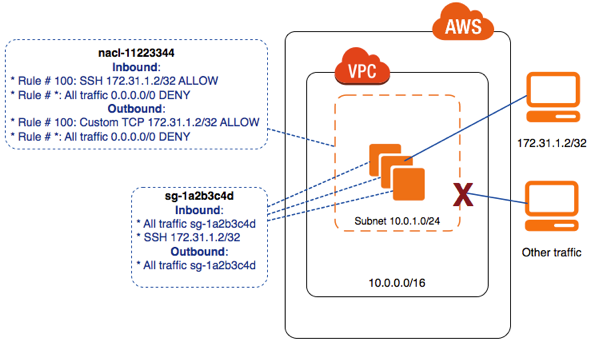 nacl-11223344
Inbound:
* Rule # 100: SSH 172.31.1.2/32 ALLOW
* Rule # *: All traffic 0.0.0.0/0 DENY
Outbound:
* Rule # 100: Custom TCP 172.31.1.2/32 ALLOW
* Rule # *: All traffic 0.0.0.0/0 DENY
sg-1a2b3c4d
Inbound:
* All traffic sg-1a2b3c4d
* SSH 172.31.1.2/32
Outbound:
* All traffic sg-1a2b3c4d
AWS
VPC
X
Subnet 10.0.1.0/24
10.0.0.0/16
172.31.1.2/32
Other traffic